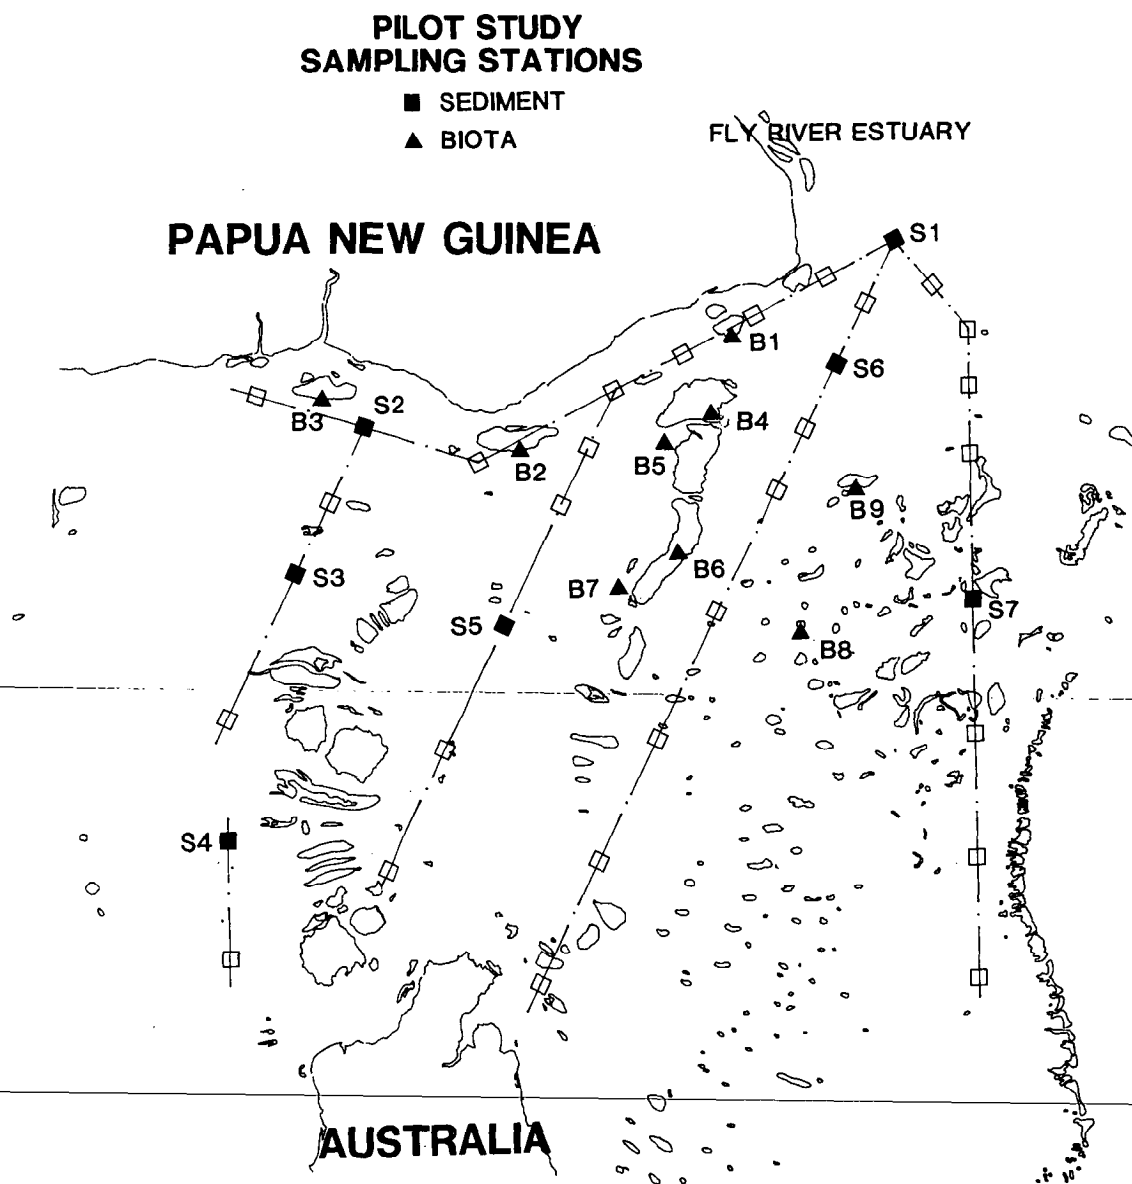 PILOT STUDY
SAMPLING STATIONS
SEDIMENT
BIOTA
FLY RIVER ESTUARY
PAPUA NEW GUINEA
S1
B1
S6
S2
B3
B4
B2
B5
B9
B6
S3
B7
S7
S5
B8
S4
AUSTRALIA